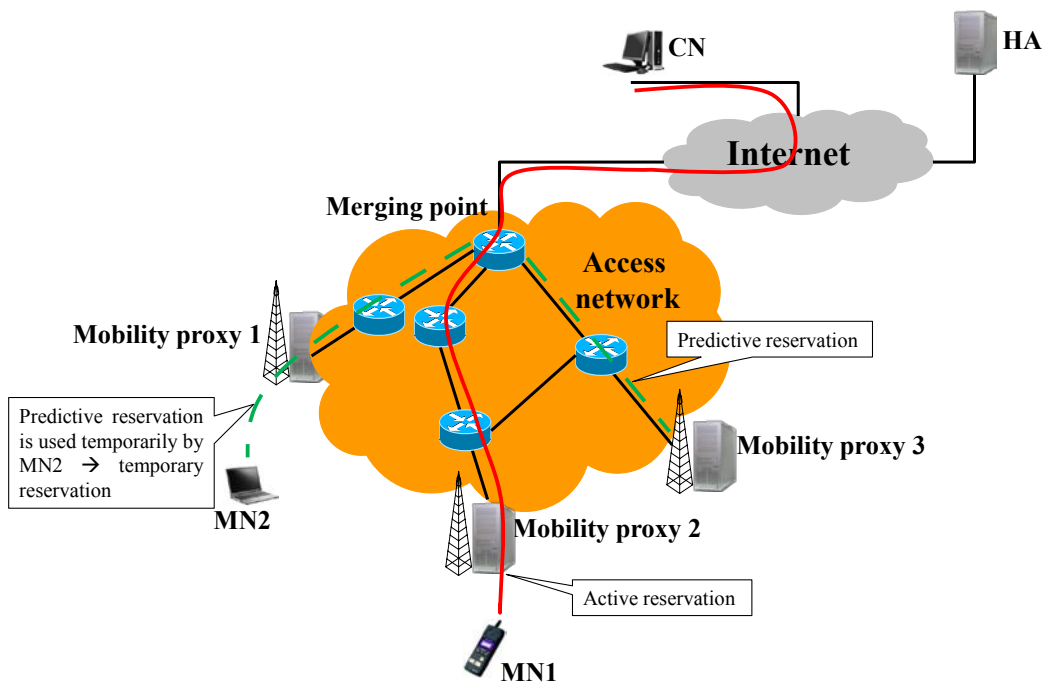 CN
HA
Internet
Merging point
Access
network
Mobility proxy 1
Predictive reservation
Predictive reservation
is used temporarily by
MN2 → temporary
reservation
Mobility proxy 3
MN2
Mobility proxy 2
Active reservation
MN1